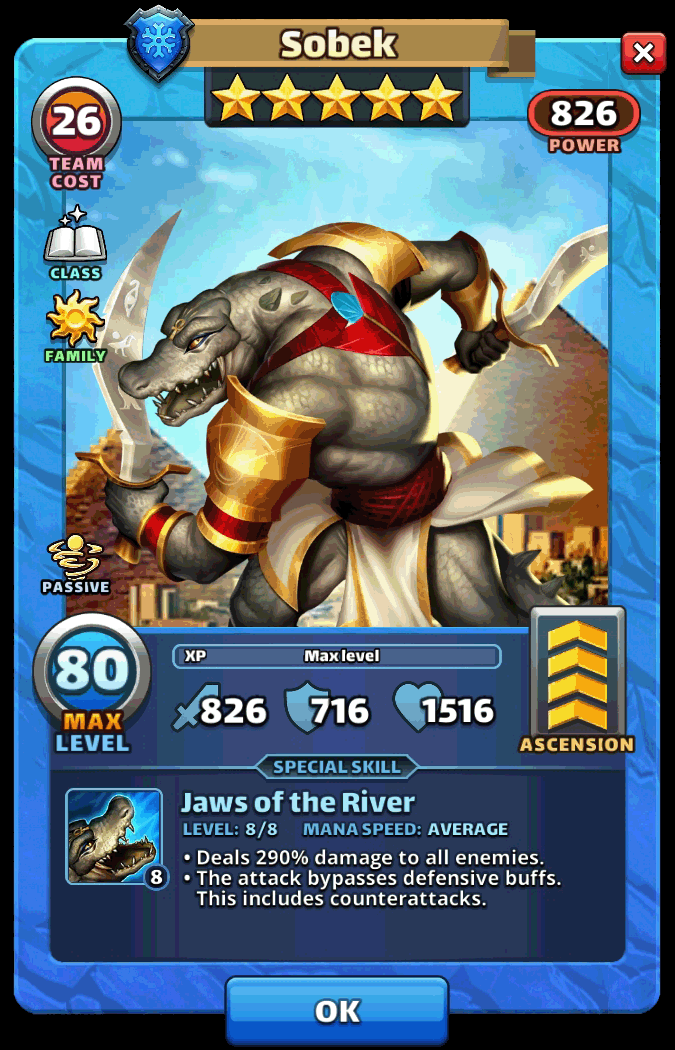 Sobek
26
TEAM
COST
826
POWER
CLASS
FAMILY
PASSIVE
80
MAX
LEVEL
XP Max level
826 716 1516
ASCENSION
SPECIAL SKILL
Jaws of the River
LEVEL: 8/8 MANA SPEED: AVERAGE
8
• Deals 290% damage to all enemies.
• The attack bypasses defensive buffs.
This includes counterattacks.
OK